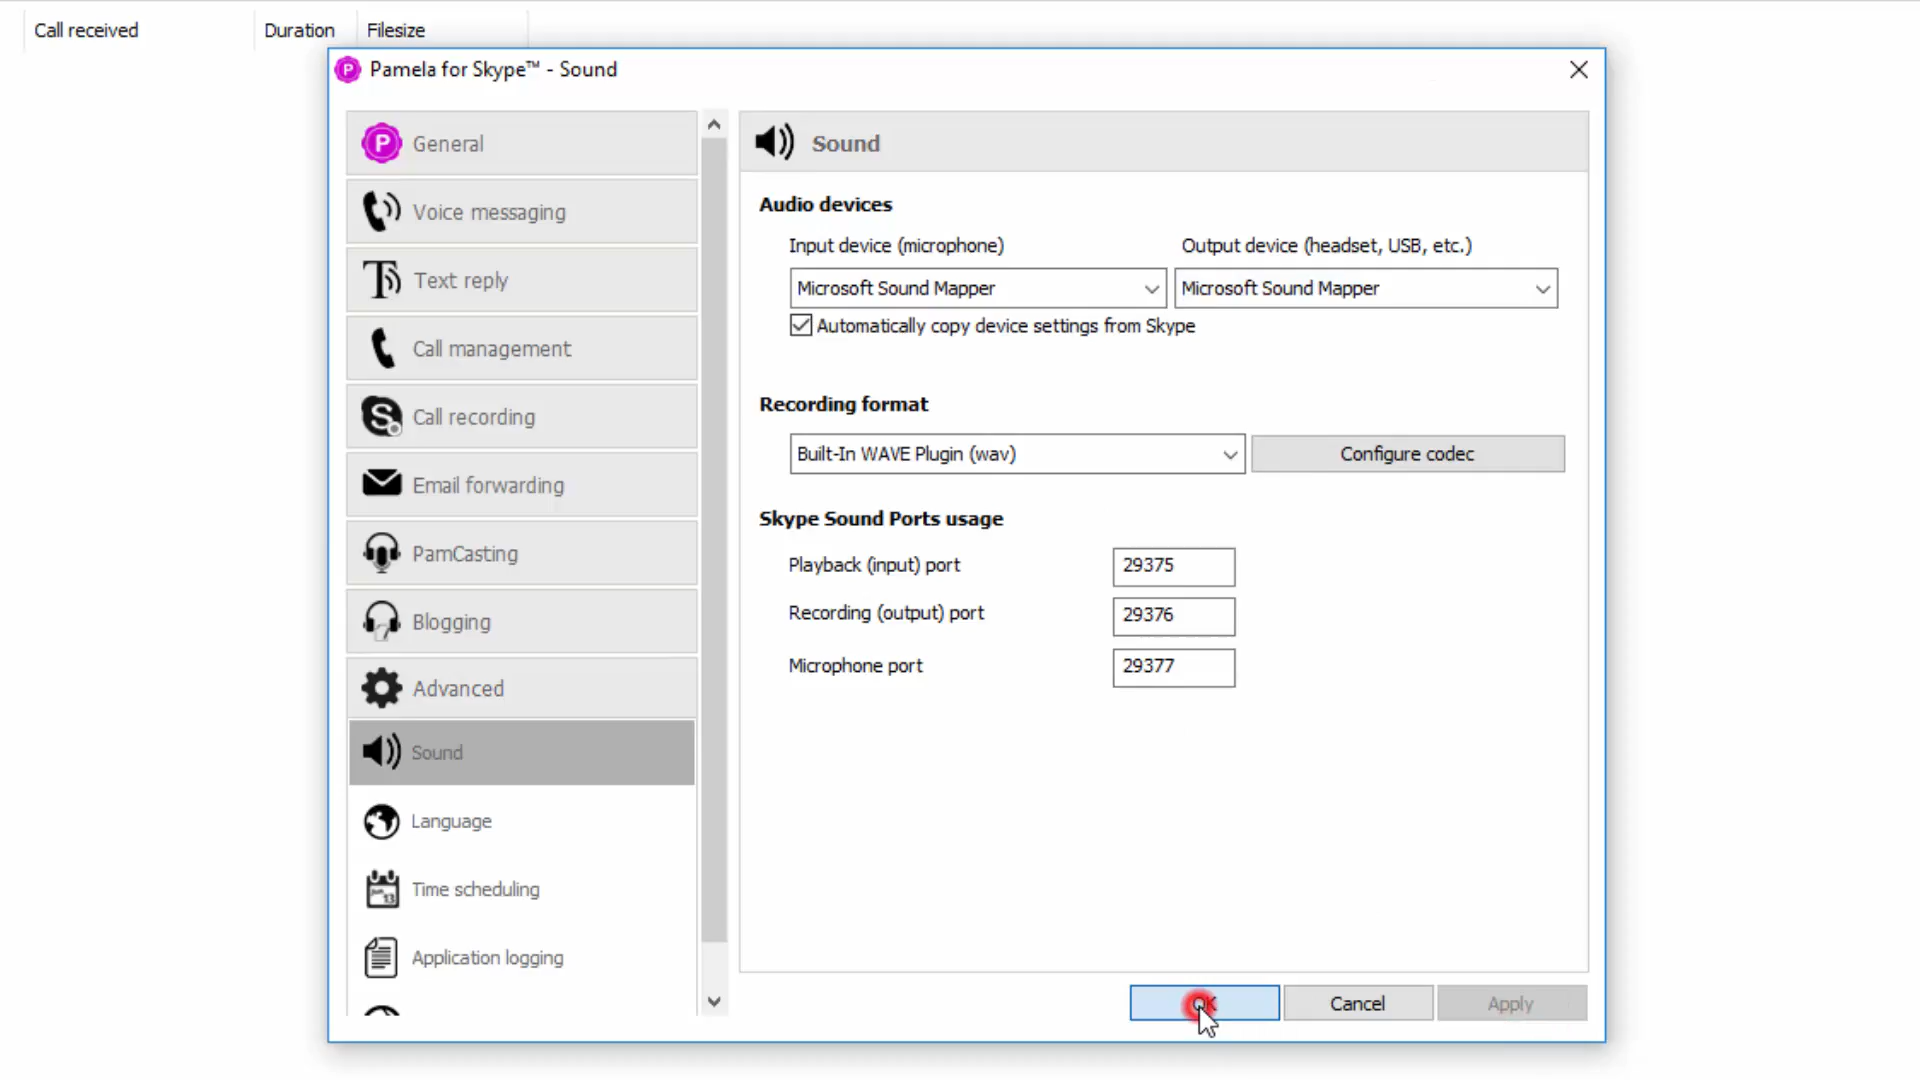 Call received Duration Filesize
Pamela for Skype™ - Sound
General
Voice messaging
Text reply
Call management
Call recording
Email forwarding
PamCasting
Blogging
Advanced
Sound
Language
Time scheduling
Application logging
Sound
Audio devices
Input device (microphone) Output device (headset, USB, etc.)
Microsoft Sound Mapper Microsoft Sound Mapper
Automatically copy device settings from Skype
Recording format
Built-In WAVE Plugin (wav) Configure codec
Skype Sound Ports usage
Playback (input) port 29375
Recording (output) port 29376
Microphone port 29377
OK Cancel Apply